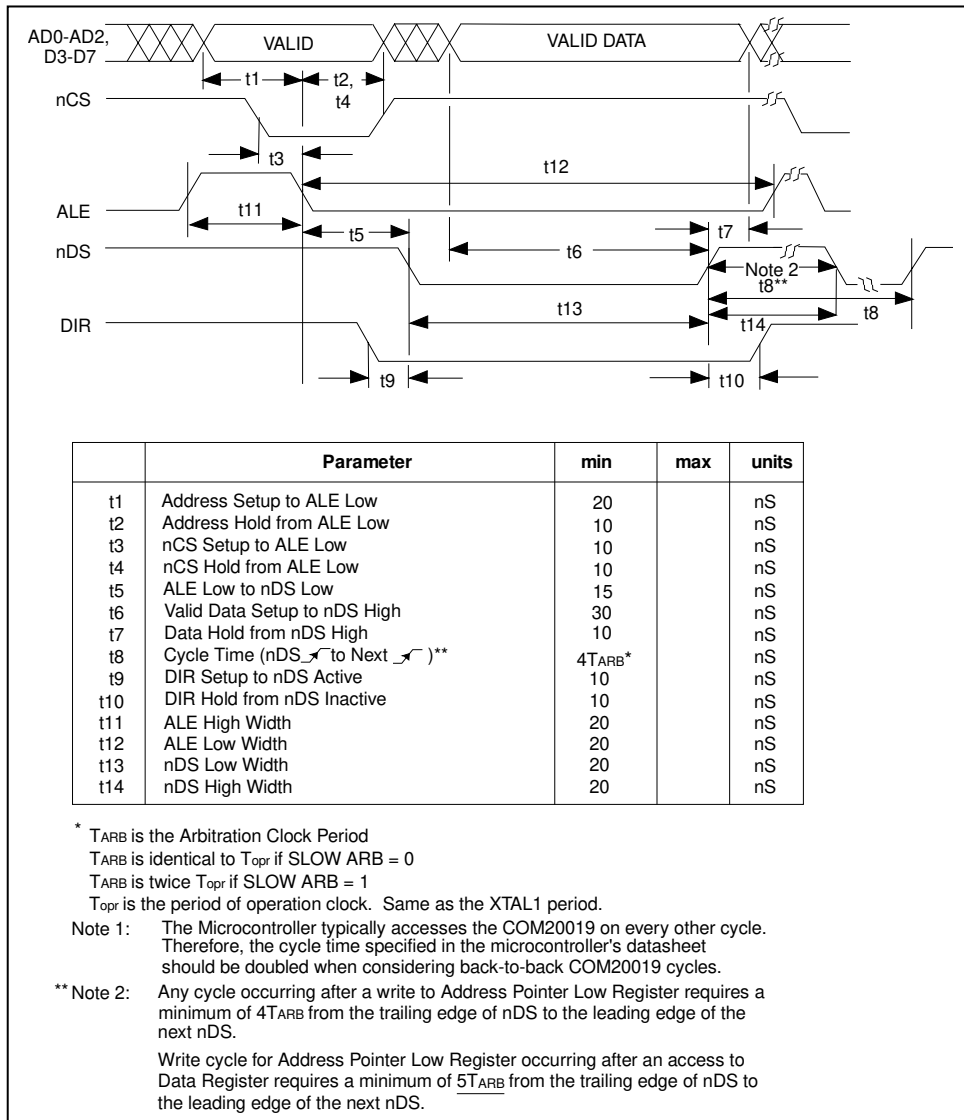 AD0-AD2,
D3-D7
VALID
VALID DATA
t1
t2,
t4
nCS
t3
t12
ALE
t11
t5
t7
nDS
t6
Note 2
t8**
t8
t13
t14
DIR
t9
t10
Parameter min max units
t1 Address Setup to ALE Low 20 nS
t2 Address Hold from ALE Low 10 nS
t3 nCS Setup to ALE Low 10 nS
t4 nCS Hold from ALE Low 10 nS
t5 ALE Low to nDS Low 15 nS
t6 Valid Data Setup to nDS High 30 nS
t7 Data Hold from nDS High 10 nS
t8 Cycle Time (nDS to Next )** 4TARB* nS
t9 DIR Setup to nDS Active 10 nS
t10 DIR Hold from nDS Inactive 10 nS
t11 ALE High Width 20 nS
t12 ALE Low Width 20 nS
t13 nDS Low Width 20 nS
t14 nDS High Width 20 nS
* TARB is the Arbitration Clock Period
TARB is identical to Topr if SLOW ARB = 0
TARB is twice Topr if SLOW ARB = 1
Topr is the period of operation clock. Same as the XTAL1 period.
Note 1: The Microcontroller typically accesses the COM20019 on every other cycle.
Therefore, the cycle time specified in the microcontroller's datasheet
should be doubled when considering back-to-back COM20019 cycles.
** Note 2: Any cycle occurring after a write to Address Pointer Low Register requires a
minimum of 4TARB from the trailing edge of nDS to the leading edge of the
next nDS.
Write cycle for Address Pointer Low Register occurring after an access to
Data Register requires a minimum of 5TARB from the trailing edge of nDS to
the leading edge of the next nDS.